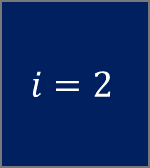 i = 2